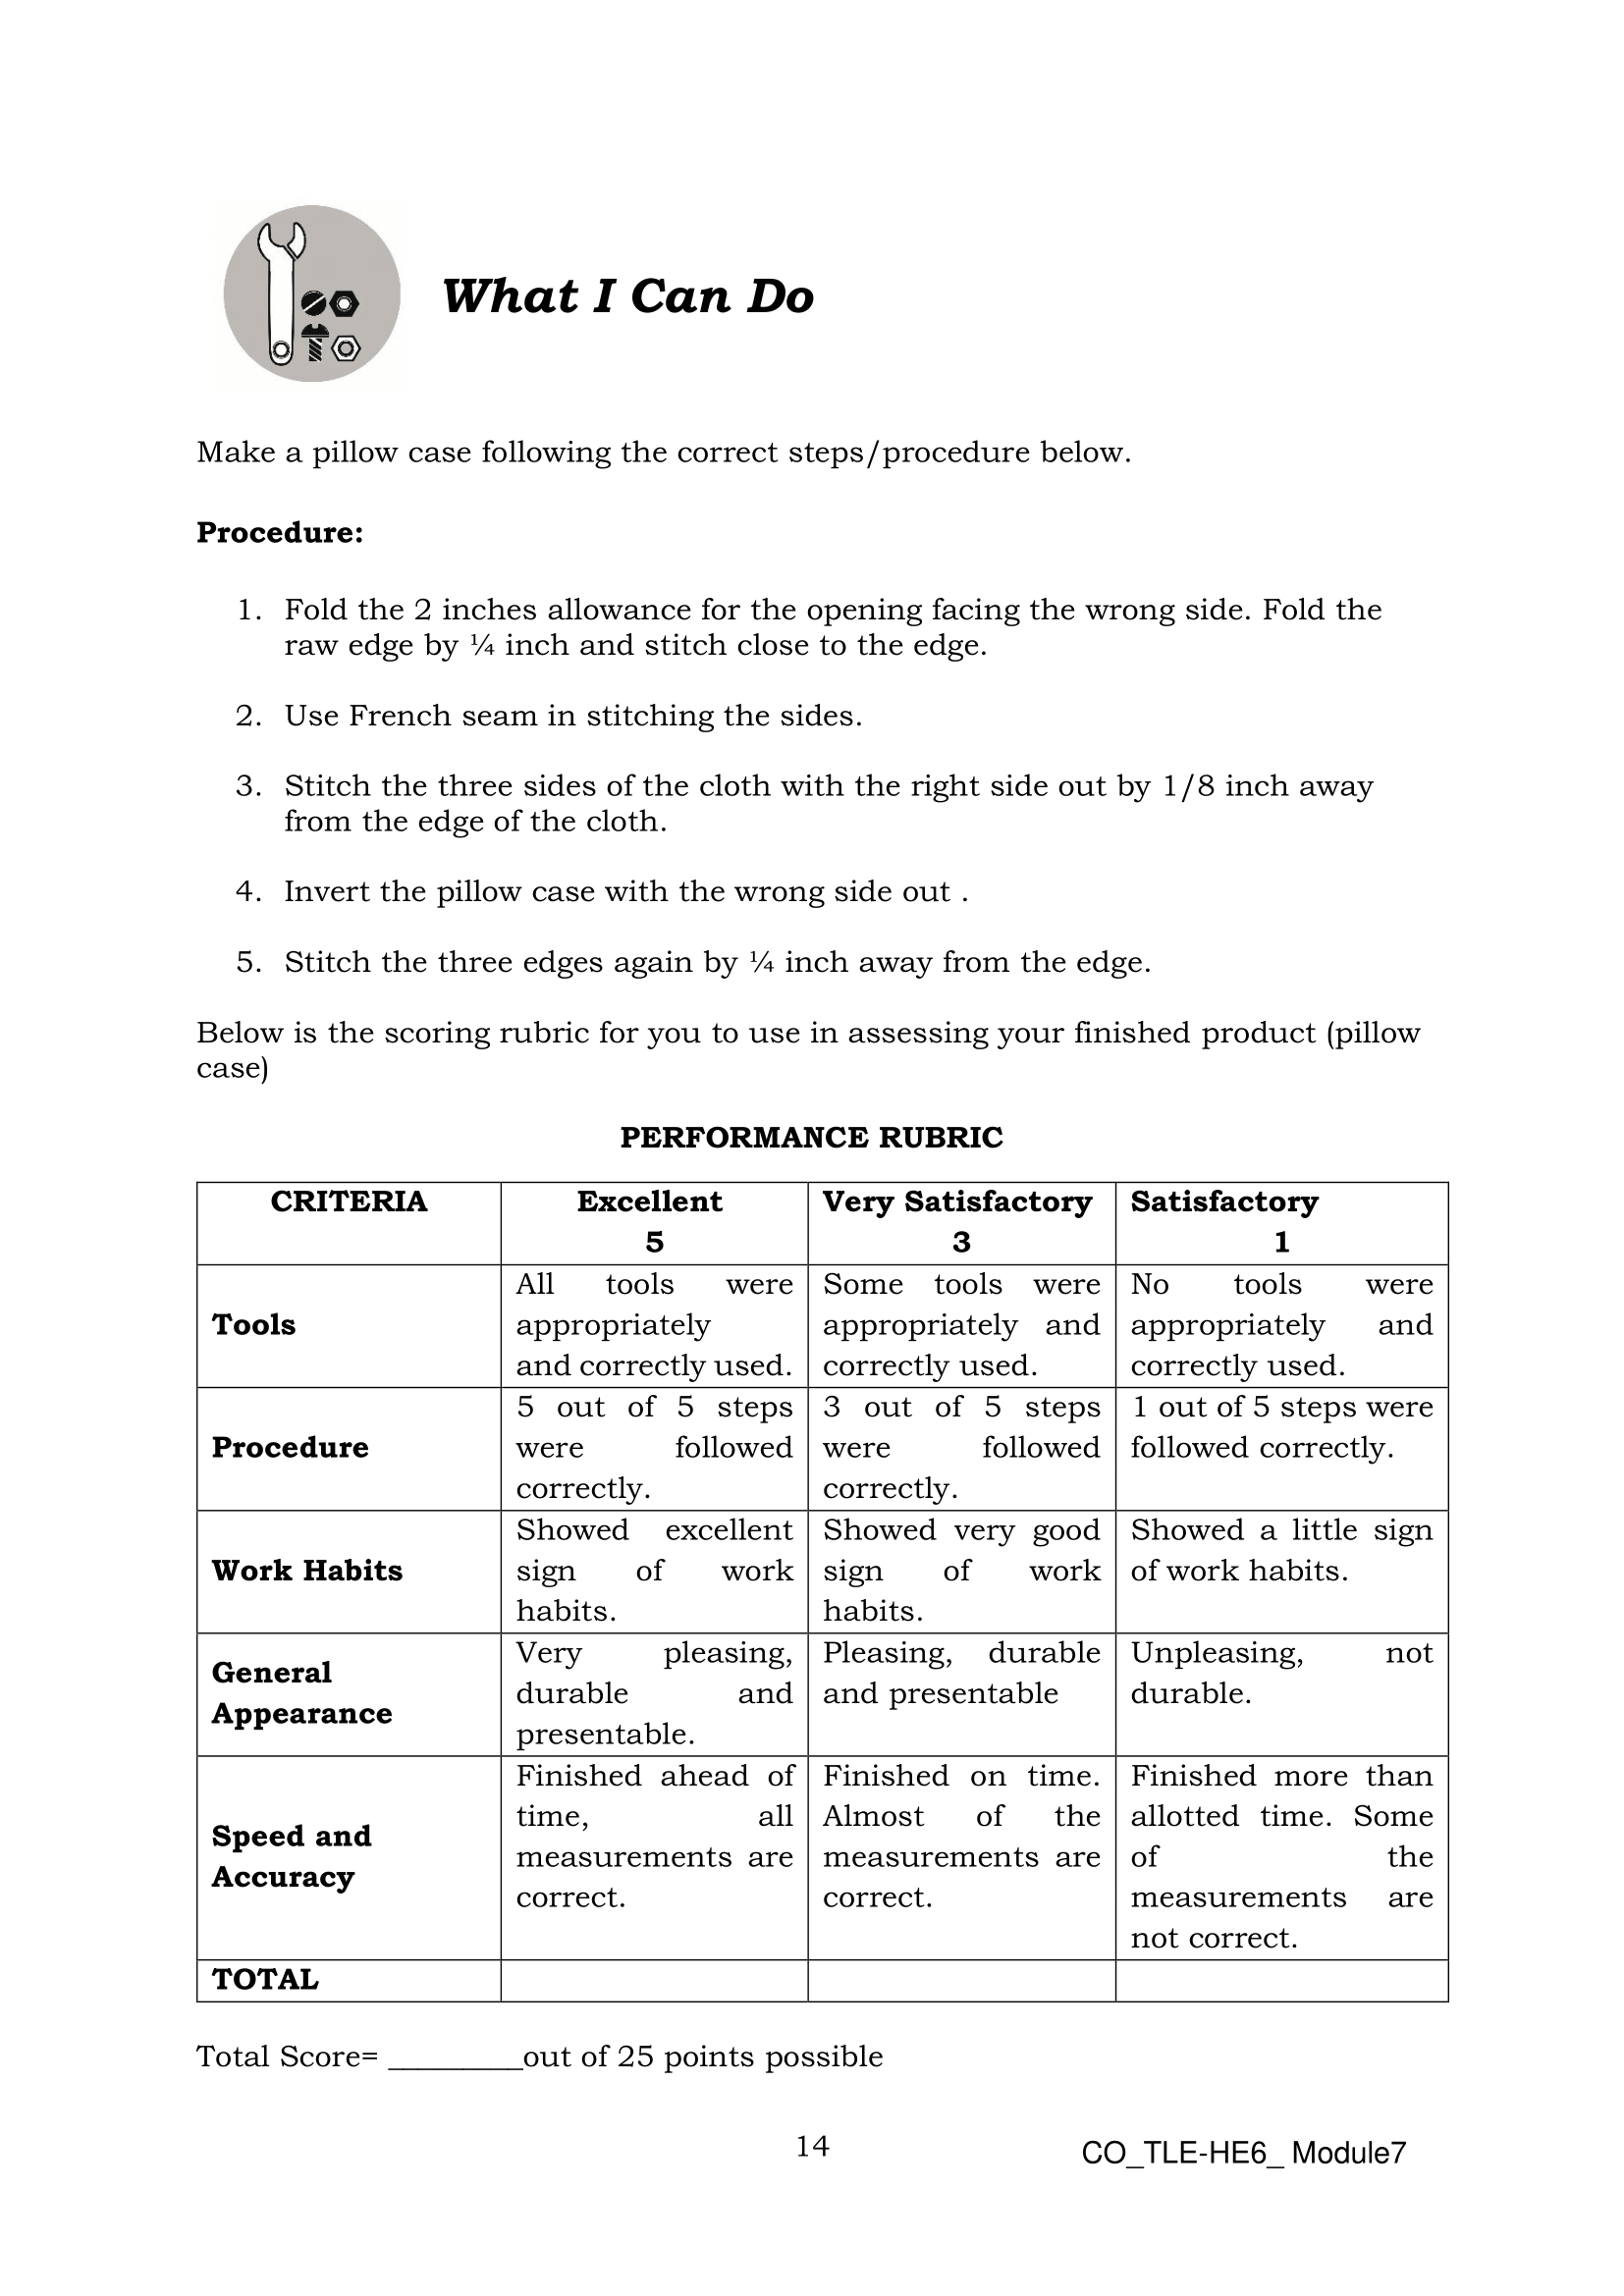 What I Can Do
Make a pillow case following the correct steps/procedure below.
Procedure:
1. Fold the 2 inches allowance for the opening facing the wrong side. Fold the
raw edge by ¼ inch and stitch close to the edge.
2. Use French seam in stitching the sides.
3. Stitch the three sides of the cloth with the right side out by 1/8 inch away
from the edge of the cloth.
4. Invert the pillow case with the wrong side out .
5. Stitch the three edges again by ¼ inch away from the edge.
Below is the scoring rubric for you to use in assessing your finished product (pillow
case)
PERFORMANCE RUBRIC
CRITERIA
Excellent
5
Very Satisfactory
3
Satisfactory
1
Tools
All tools were
appropriately
and correctly used.
Some tools were
appropriately and
correctly used.
No tools were
appropriately and
correctly used.
Procedure
5 out of 5 steps
were followed
correctly.
3 out of 5 steps
were followed
correctly.
1 out of 5 steps were
followed correctly.
Work Habits
Showed excellent
sign of work
habits.
Showed very good
sign of work
habits.
Showed a little sign
of work habits.
General
Appearance
Very pleasing,
durable and
presentable.
Pleasing, durable
and presentable
Unpleasing, not
durable.
Speed and
Accuracy
Finished ahead of
time, all
measurements are
correct.
Finished on time.
Almost of the
measurements are
correct.
Finished more than
allotted time. Some
of the
measurements are
not correct.
TOTAL
Total Score= _________out of 25 points possible
14
CO_TLE-HE6_ Module7